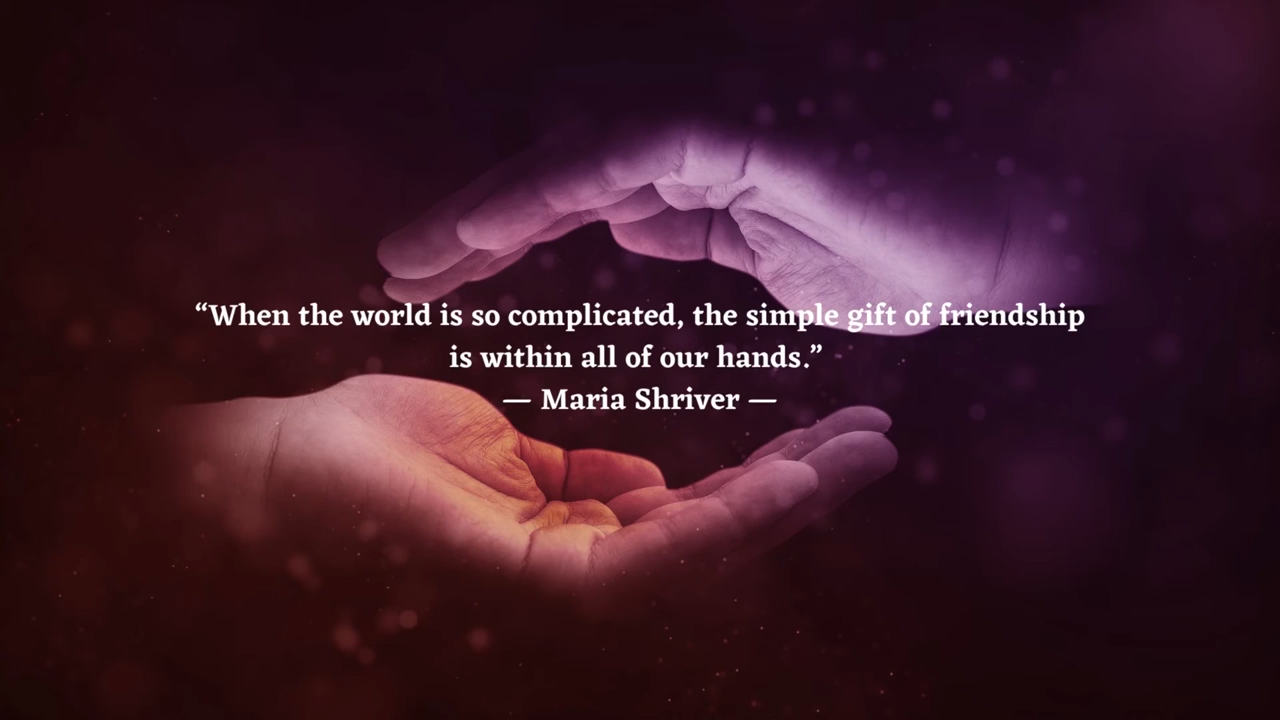 “When the world is so complicated, the simple gift of friendship
is within all of our hands.”
— Maria Shriver —